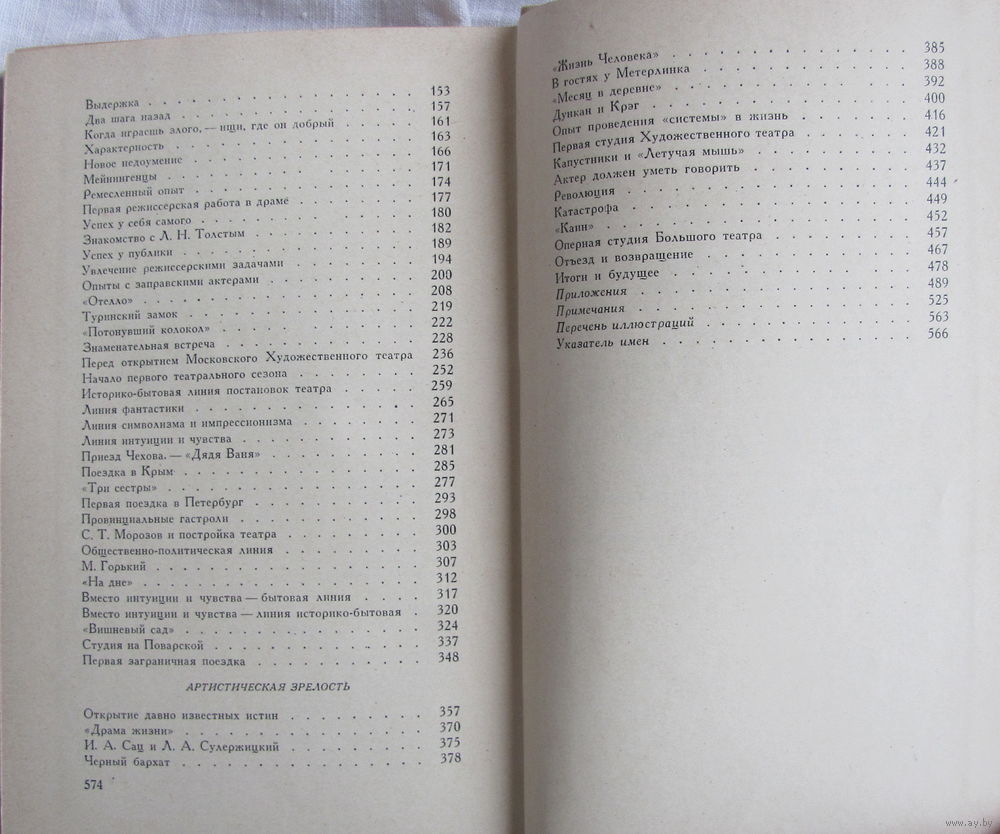 Выдержка . . . . . . . . . . . . . . 153
Два шага назад . . . . . . . . . . . . 157
Когда играешь злого, — ищи, где он добрый . . . . 161
Характерность . . . . . . . . . . . . 163
Новое недоумение . . . . . . . . . . . 166
Мейнингенцы . . . . . . . . . . . . 171
Ремесленный опыт . . . . . . . . . . . 174
Первая режиссерская работа в драме . . . . . . 177
Успех у себя самого . . . . . . . . . . 180
Знакомство с Л. Н. Толстым . . . . . . . . 182
Успех у публики . . . . . . . . . . . 189
Увлечение режиссерскими задачами . . . . . . 194
Опыты с заправскими актерами . . . . . . . 200
«Отелло» . . . . . . . . . . . . . 208
Туринский замок . . . . . . . . . . . 219
«Потонувший колокол» . . . . . . . . . . 222
Знаменательная встреча . . . . . . . . . 228
Перед открытием Московского Художественного театра 236
Начало первого театрального сезона . . . . . . 252
Историко-бытовая линия постановок театра . . . . . 259
Линия фантастики . . . . . . . . . . . 265
Линия символизма и импрессионизма . . . . . . 271
Линия интуиции и чувства . . . . . . . . . 273
Приезд Чехова. — «Дядя Ваня» . . . . . . . . 281
Поездка в Крым . . . . . . . . . . . 285
«Три сестры» . . . . . . . . . . . . 277
Первая поездка в Петербург . . . . . . . . 293
Провинциальные гастроли . . . . . . . . . 298
С. Т. Морозов и постройка театра . . . . . . . 300
Общественно-политическая линия . . . . . . . 303
М. Горький . . . . . . . . . . . . 307
«На дне» . . . . . . . . . . . . . 312
Вместо интуиции и чувства — бытовая линия . . . . 317
Вместо интуиции и чувства — линия историко-бытовая . 320
«Вишневый сад» . . . . . . . . . . . 324
Студия на Поварской . . . . . . . . . . 337
Первая заграничная поездка . . . . . . . . 348
АРТИСТИЧЕСКАЯ ЗРЕЛОСТЬ
Открытие давно известных истин . . . . . . . . 357
«Драма жизни» . . . . . . . . . . . 370
И. А. Сац и Л. А. Сулержицкий . . . . . . . 375
Черный бархат . . . . . . . . . . . 378
574
«Жизнь Человека» . . . . . . . . . . . 385
В гостях у Метерлинка . . . . . . . . . . 388
«Месяц в деревне» . . . . . . . . . . . 392
Дункан и Крэг . . . . . . . . . . . . 400
Опыт проведения «системы» в жизнь . . . . . . 416
Первая студия Художественного театра . . . . . . 421
Капустники и «Летучая мышь» . . . . . . . . 432
Актер должен уметь говорить . . . . . . . . 437
Революция . . . . . . . . . . . . . 444
Катастрофа . . . . . . . . . . . . . 449
«Каин» . . . . . . . . . . . . . . 452
Оперная студия Большого театра . . . . . . . 457
Отъезд и возвращение . . . . . . . . . . 467
Итоги и будущее . . . . . . . . . . . 478
Приложения . . . . . . . . . . . . . 489
Примечания . . . . . . . . . . . . . 525
Перечень иллюстраций . . . . . . . . . . 563
Указатель имен . . . . . . . . . . . . 566
www.ay.by